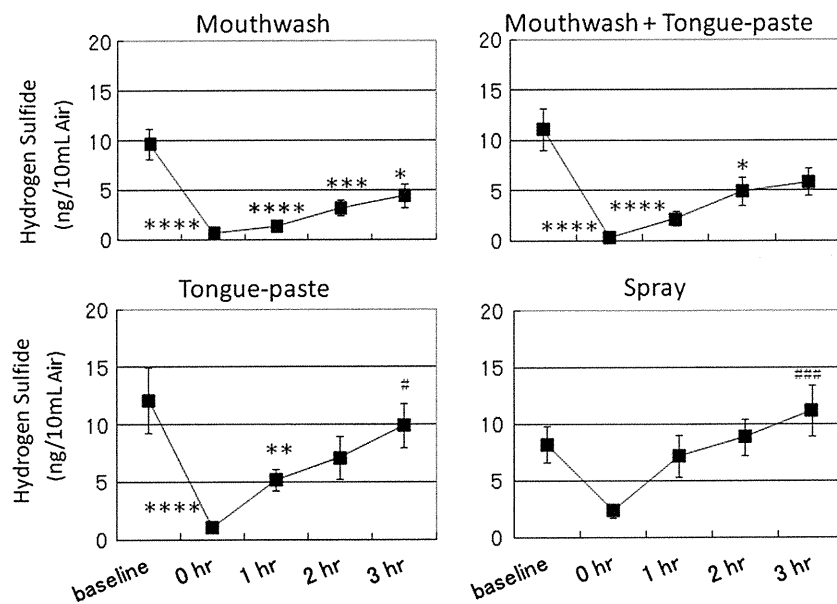 Mouthwash
Mouthwash + Tongue-paste
Hydrogen Sulfide
(ng/10mL Air)
20
15
10
5
0
****
****
***
*
20
15
10
5
0
****
****
*
Tongue-paste
Spray
Hydrogen Sulfide
(ng/10mL Air)
20
15
10
5
0
****
**
#
20
15
10
5
0
###
baseline
0 hr
1 hr
2 hr
3 hr
baseline
0 hr
1 hr
2 hr
3 hr